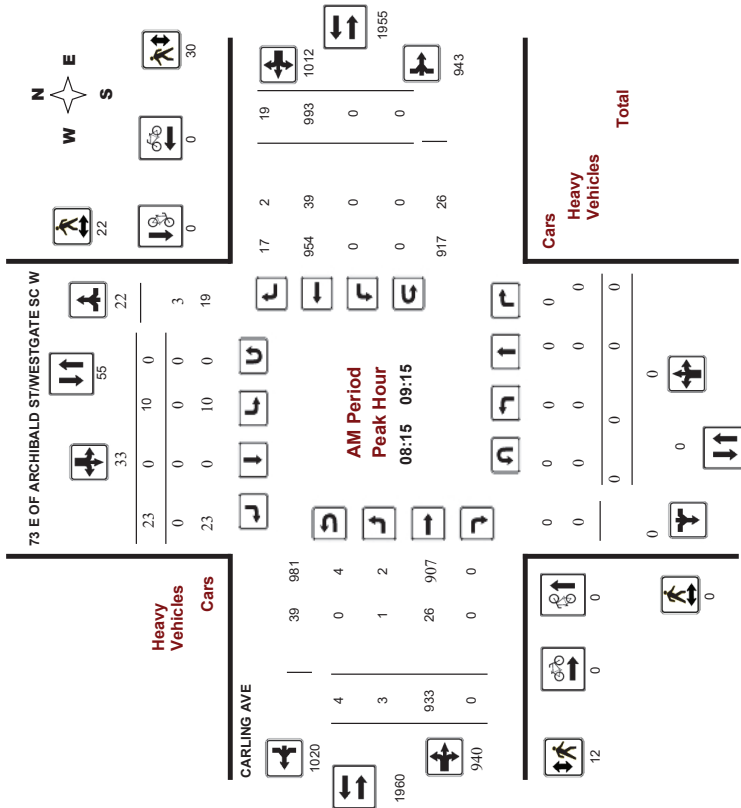 N
W E
S
22 0 0 30
73 E OF ARCHIBALD ST/WESTGATE SC W
33 55 22
23 0 10 0
0 0 0 0 3
23 0 10 0 19
Heavy
Vehicles
Cars
1012
1955
943
17 2 19
954 39 993
0 0 0
0 0 0
917 26
CARLING AVE
AM Period
Peak Hour
08:15 09:15
1020
1960
940
39 981
4 0 4
3 1 2
933 26 907
0 0 0
Cars
Heavy
Vehicles
Total
0 0 0 0 0
0 0 0 0 0
0 0 0 0
0 0 0
12 0 0 0